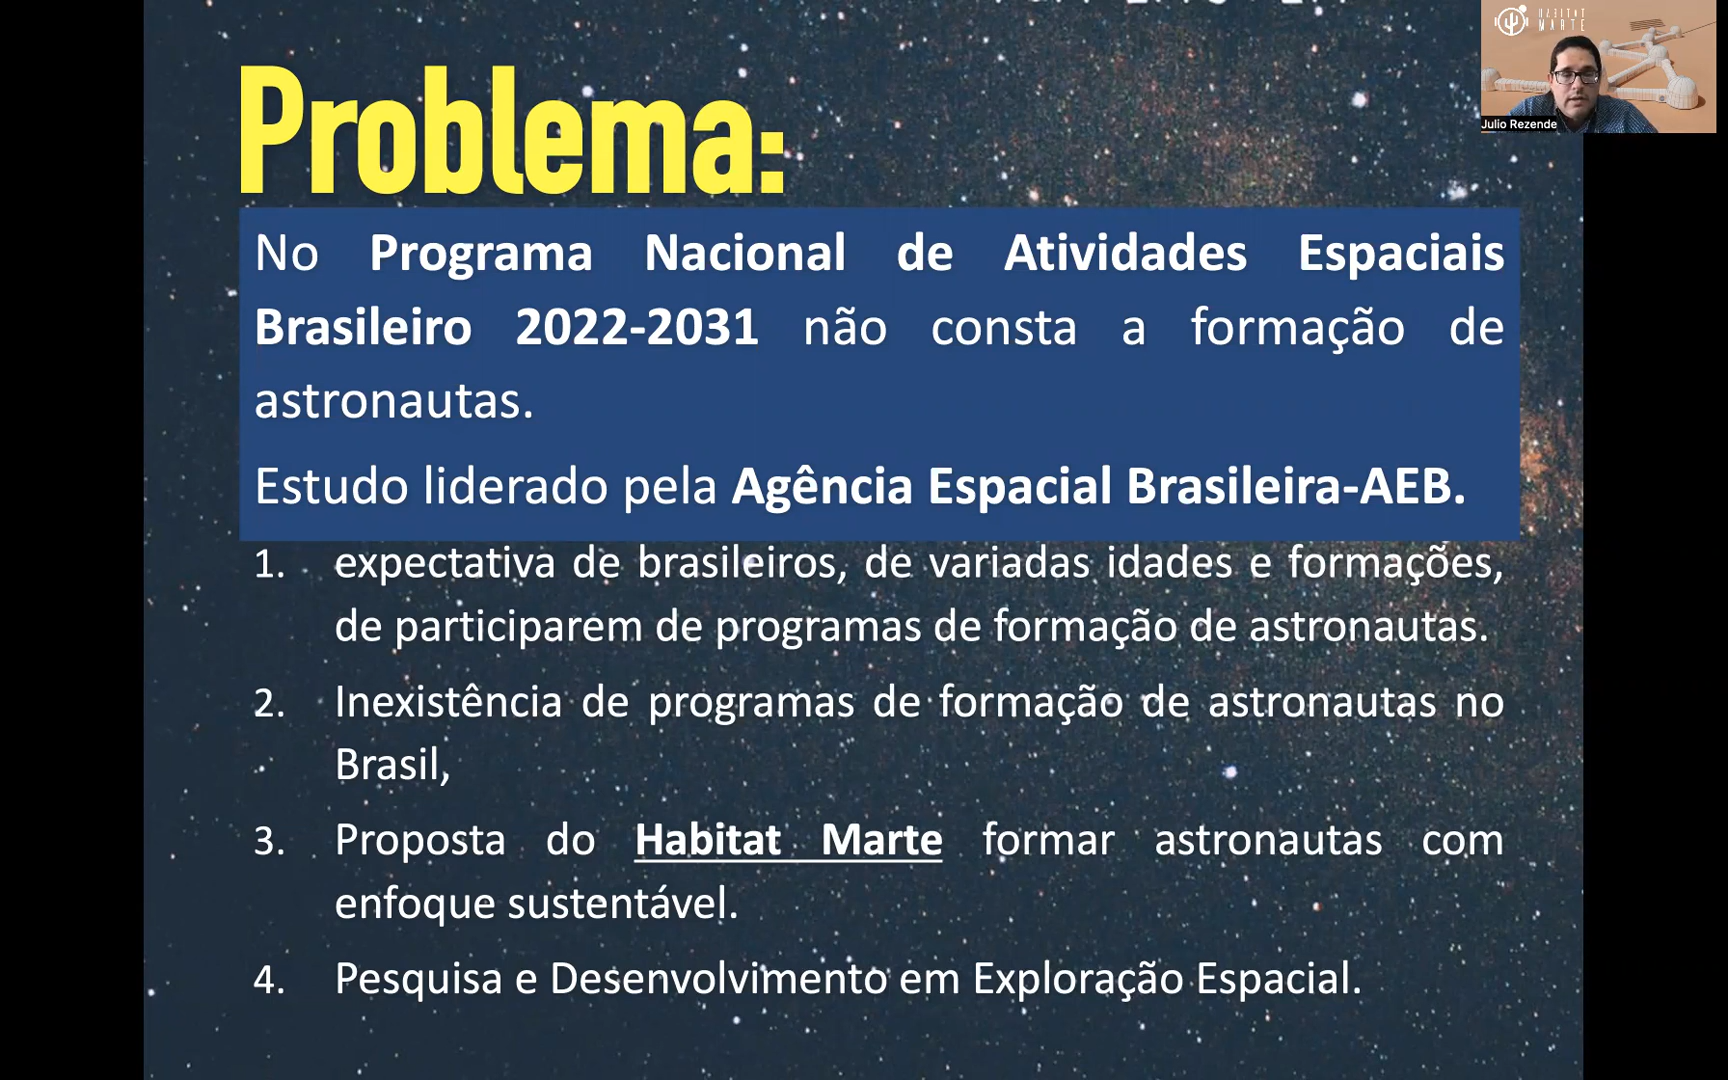 HABITAT
MARTE
Julio Rezende
Problema:
No Programa Nacional de Atividades Espaciais
Brasileiro 2022-2031 não consta a formação de
astronautas.
Estudo liderado pela Agência Espacial Brasileira-AEB.
1. expectativa de brasileiros, de variadas idades e formações,
de participarem de programas de formação de astronautas.
2. Inexistência de programas de formação de astronautas no
Brasil,
3. Proposta do Habitat Marte formar astronautas com
enfoque sustentável.
4. Pesquisa e Desenvolvimento em Exploração Espacial.